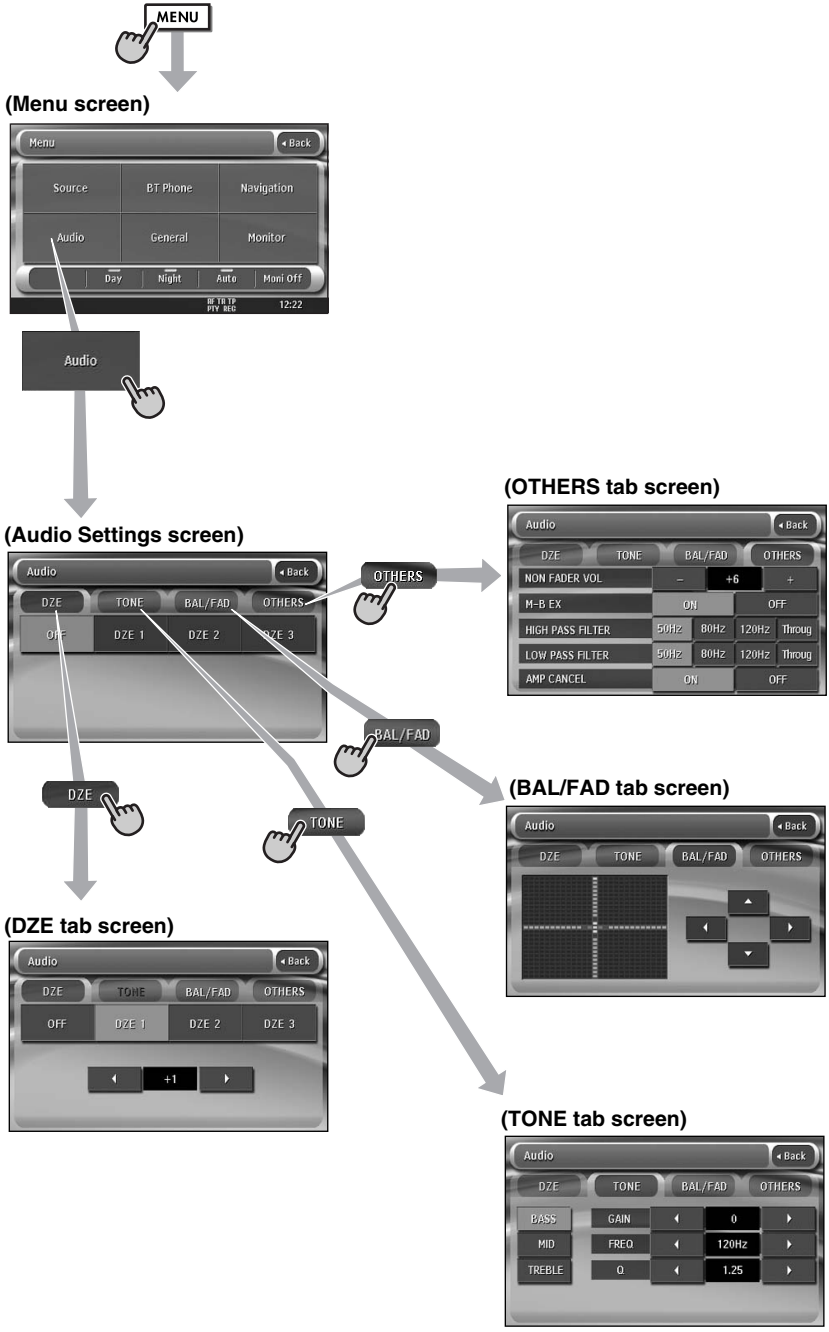 MENU
(Menu screen)
Menu
Back
Source
BT Phone
Navigation
Audio
General
Monitor
Day
Night
Auto
Moni Off
RF TA TP
PTY REG
12:22
Audio
(Audio Settings screen)
Audio
Back
DZE
TONE
BAL/FAD
OTHERS
OFF
DZE 1
DZE 2
DZE 3
OTHERS
(OTHERS tab screen)
Audio
Back
DZE
TONE
BAL/FAD
OTHERS
NON FADER VOL
–
+6
+
M-B EX
ON
OFF
HIGH PASS FILTER
50Hz
80Hz
120Hz
Throug
LOW PASS FILTER
50Hz
80Hz
120Hz
Throug
AMP CANCEL
ON
OFF
BAL/FAD
(BAL/FAD tab screen)
Audio
Back
DZE
TONE
BAL/FAD
OTHERS
DZE
TONE
(DZE tab screen)
Audio
Back
DZE
TONE
BAL/FAD
OTHERS
OFF
DZE 1
DZE 2
DZE 3
+1
(TONE tab screen)
Audio
Back
DZE
TONE
BAL/FAD
OTHERS
BASS
GAIN
0
MID
FREQ
120Hz
TREBLE
Q
1.25